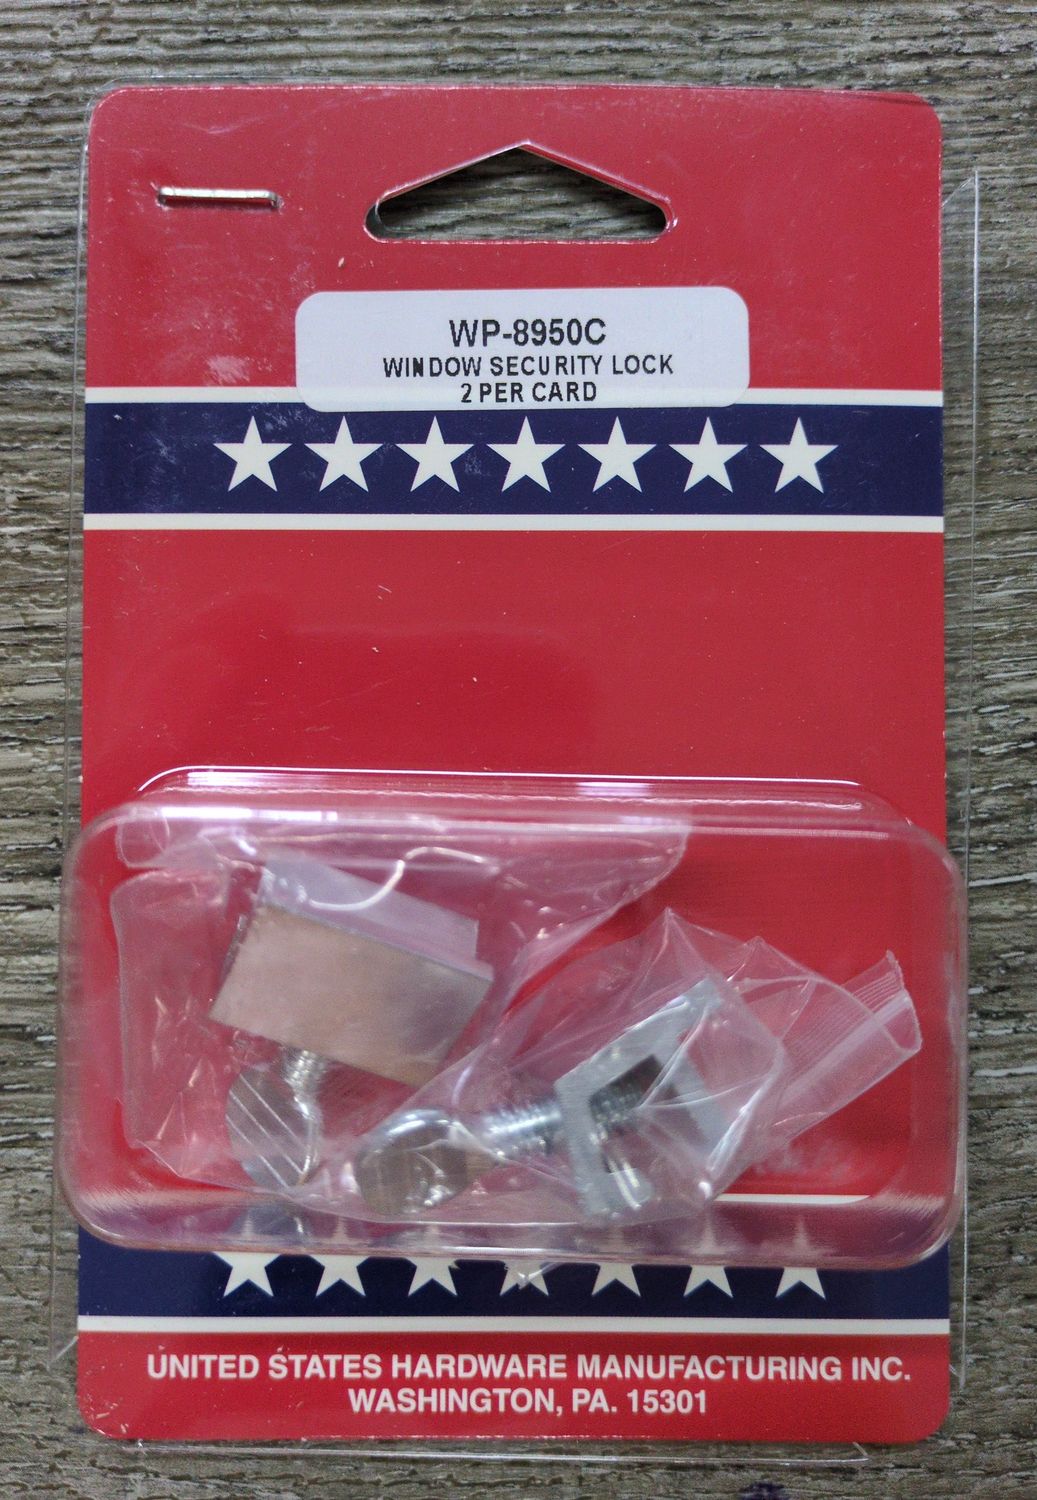 WP-8950C
WINDOW SECURITY LOCK
2 PER CARD
UNITED STATES HARDWARE MANUFACTURING INC.
WASHINGTON, PA. 15301